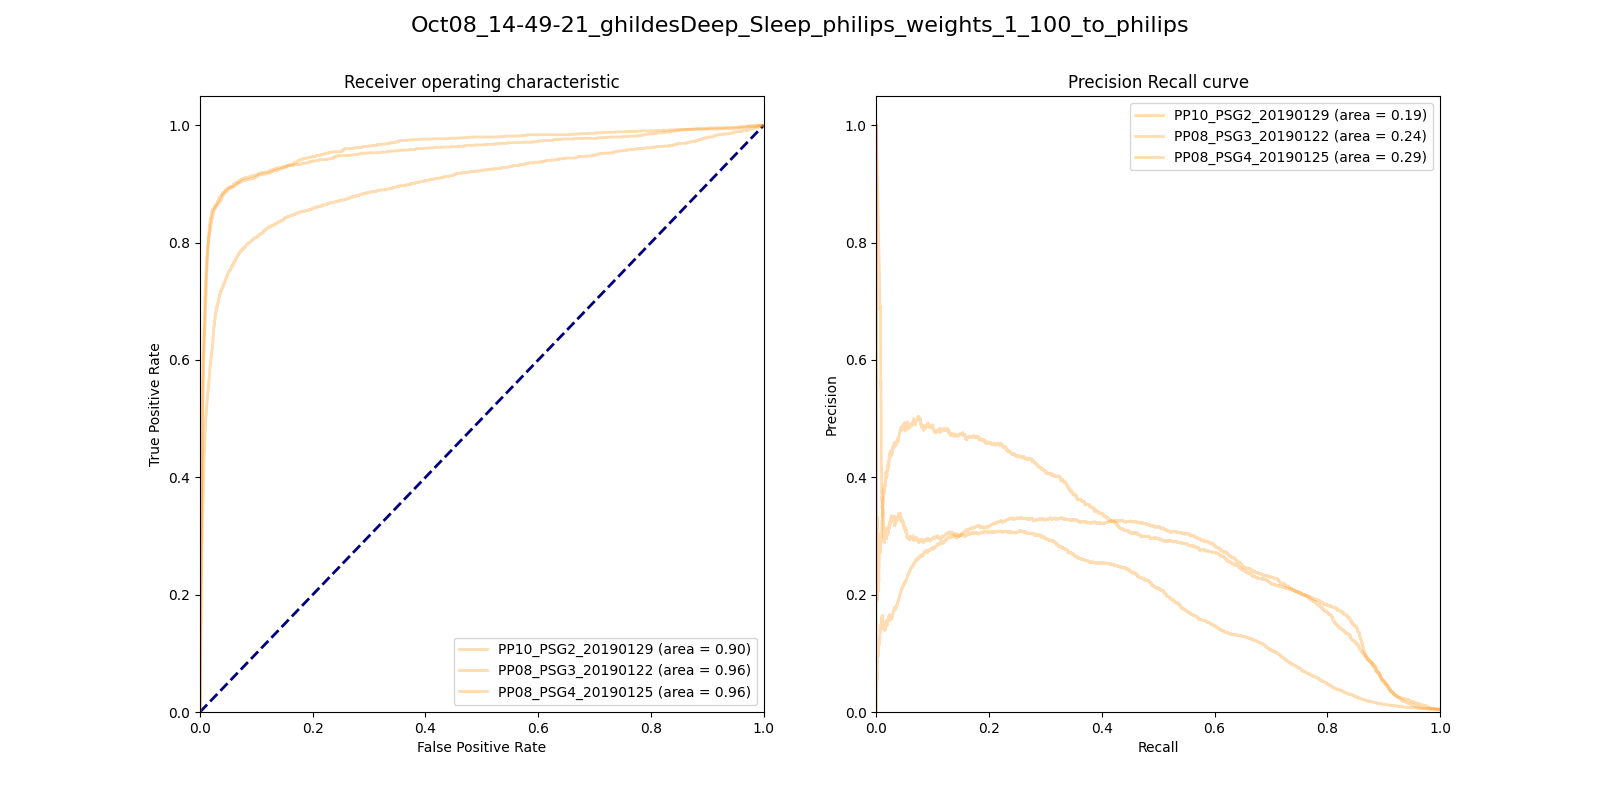 Oct08_14-49-21_ghildesDeep_Sleep_philips_weights_1_100_to_philips
Receiver operating characteristic
1.0
0.8
0.6
0.4
0.2
0.0
True Positive Rate
PP10_PSG2_20190129 (area = 0.90)
PP08_PSG3_20190122 (area = 0.96)
PP08_PSG4_20190125 (area = 0.96)
0.0 0.2 0.4 0.6 0.8 1.0
False Positive Rate
Precision Recall curve
1.0
0.8
0.6
0.4
0.2
0.0
Precision
PP10_PSG2_20190129 (area = 0.19)
PP08_PSG3_20190122 (area = 0.24)
PP08_PSG4_20190125 (area = 0.29)
0.0 0.2 0.4 0.6 0.8 1.0
Recall